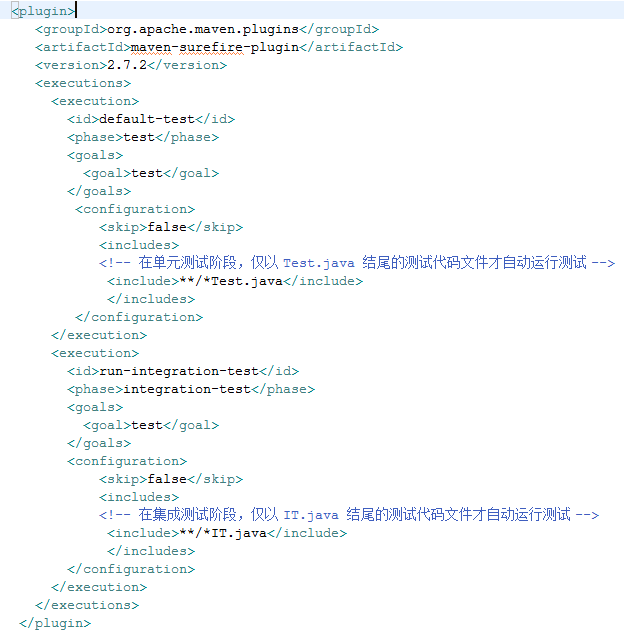 <plugin>
<groupId>org.apache.maven.plugins</groupId>
<artifactId>maven-surefire-plugin</artifactId>
<version>2.7.2</version>
<executions>
<execution>
<id>default-test</id>
<phase>test</phase>
<goals>
<goal>test</goal>
</goals>
<configuration>
<skip>false</skip>
<includes>
<!-- 在单元测试阶段，仅以 Test.java 结尾的测试代码文件才自动运行测试 -->
<include>**/*Test.java</include>
</includes>
</configuration>
</execution>
<execution>
<id>run-integration-test</id>
<phase>integration-test</phase>
<goals>
<goal>test</goal>
</goals>
<configuration>
<skip>false</skip>
<includes>
<!-- 在集成测试阶段，仅以 IT.java 结尾的测试代码文件才自动运行测试 -->
<include>**/*IT.java</include>
</includes>
</configuration>
</execution>
</executions>
</plugin>